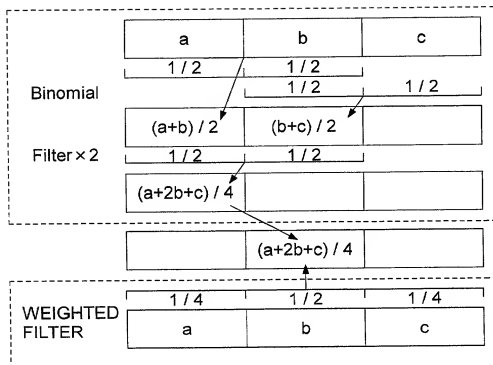 a b c
1/2 1/2
Binomial
1/2 1/2
(a+b)/2 (b+c)/2
Filter×2
1/2 1/2
(a+2b+c)/4
(a+2b+c)/4
1/4 1/2 1/4
WEIGHTED
FILTER
a b c